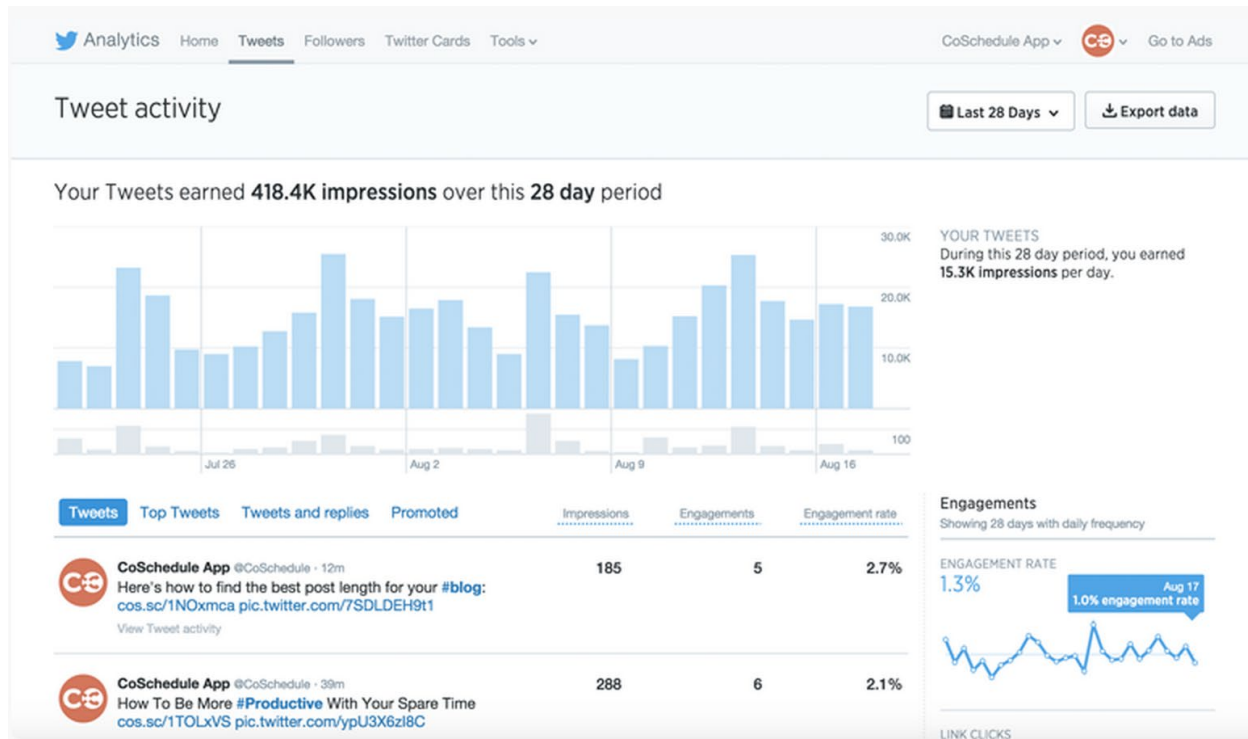 Analytics Home Tweets Followers Twitter Cards Tools CoSchedule App Go to Ads
Tweet activity
Last 28 Days Export data
Your Tweets earned 418.4K impressions over this 28 day period
30.0K
20.0K
10.0K
100
Jul 26 Aug 2 Aug 9 Aug 16
YOUR TWEETS
During this 28 day period, you earned
15.3K impressions per day.
Tweets Top Tweets Tweets and replies Promoted Impressions Engagements Engagement rate
CoSchedule App @CoSchedule · 12m 185 5 2.7%
Here's how to find the best post length for your #blog:
cos.sc/1NOxmca pic.twitter.com/7SDLDEH9t1
View Tweet activity
CoSchedule App @CoSchedule · 39m 288 6 2.1%
How To Be More #Productive With Your Spare Time
cos.sc/1TOLxVS pic.twitter.com/ypU3X6zI8C
Engagements
Showing 28 days with daily frequency
ENGAGEMENT RATE
1.3%
Aug 17
1.0% engagement rate
LINK CLICKS